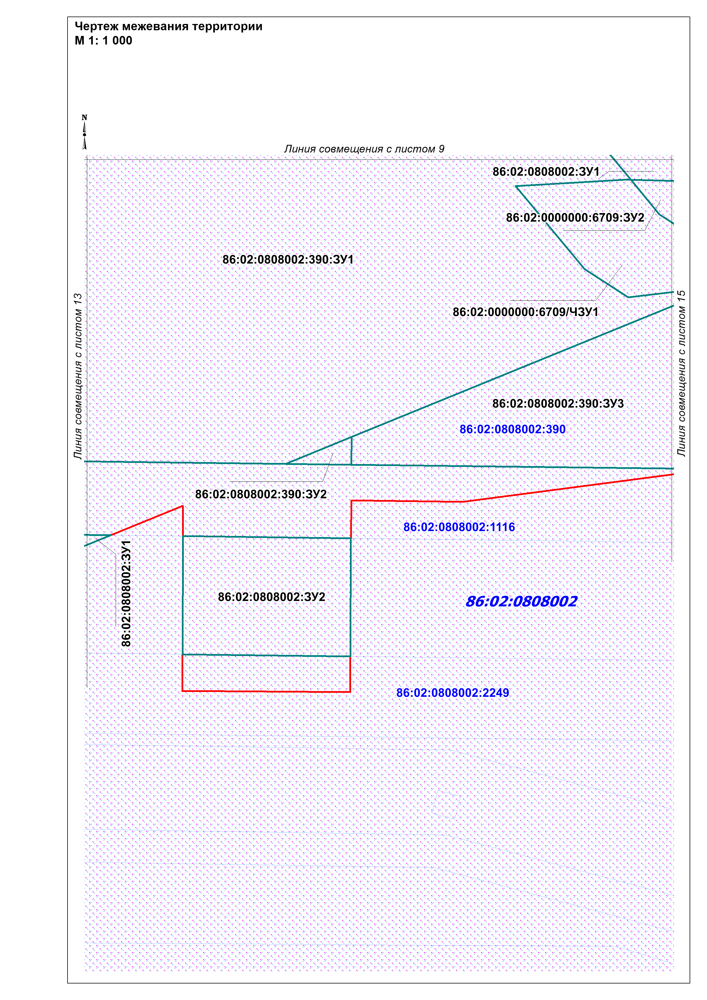 Чертеж межевания территории
М 1: 1 000
N
Линия совмещения с листом 9
86:02:0808002:ЗУ1
86:02:0000000:6709:ЗУ2
86:02:0808002:390:ЗУ1
Линия совмещения с листом 13
Линия совмещения с листом 15
86:02:0000000:6709/ЧЗУ1
86:02:0808002:390:ЗУ3
86:02:0808002:390
86:02:0808002:390:ЗУ2
86:02:0808002:1116
86:02:0808002:ЗУ1
86:02:0808002:ЗУ2
86:02:0808002
86:02:0808002:2249